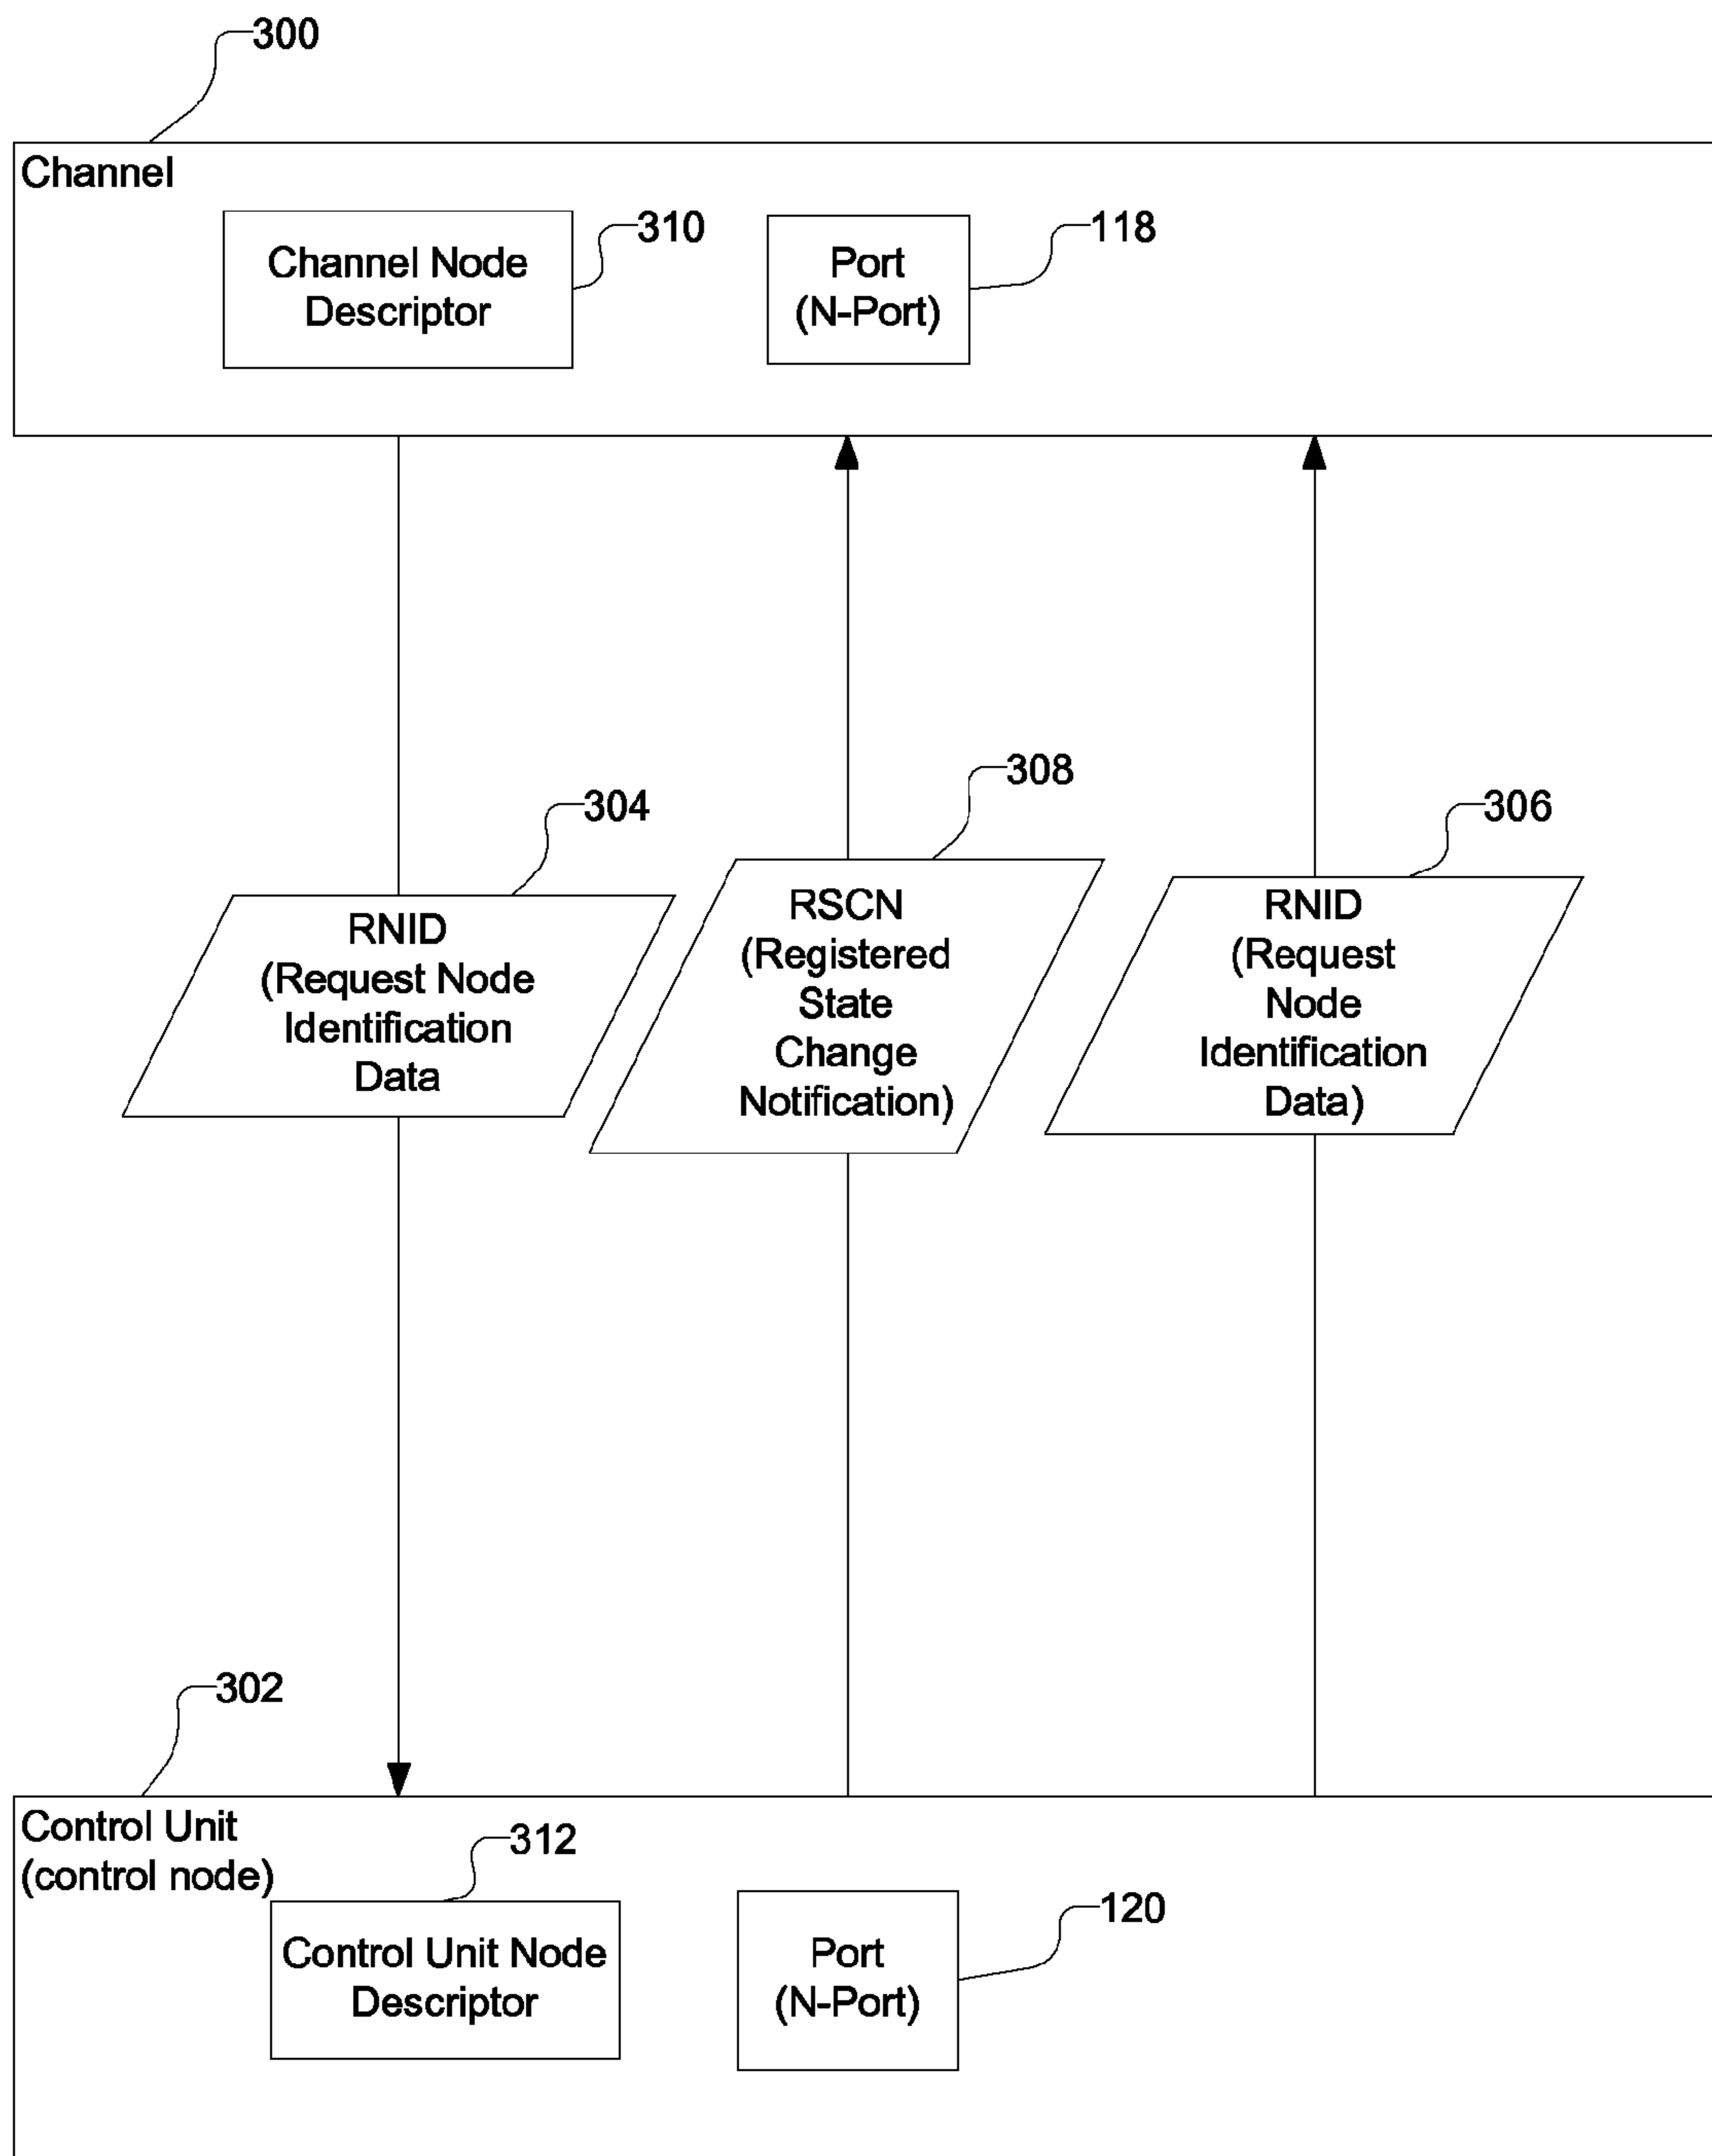 300
Channel
Channel Node
Descriptor
310
Port
(N-Port)
118
304
RNID
(Request Node
Identification
Data
308
RSCN
(Registered
State
Change
Notification)
306
RNID
(Request
Node
Identification
Data)
302
Control Unit
(control node)
312
Control Unit Node
Descriptor
Port
(N-Port)
120